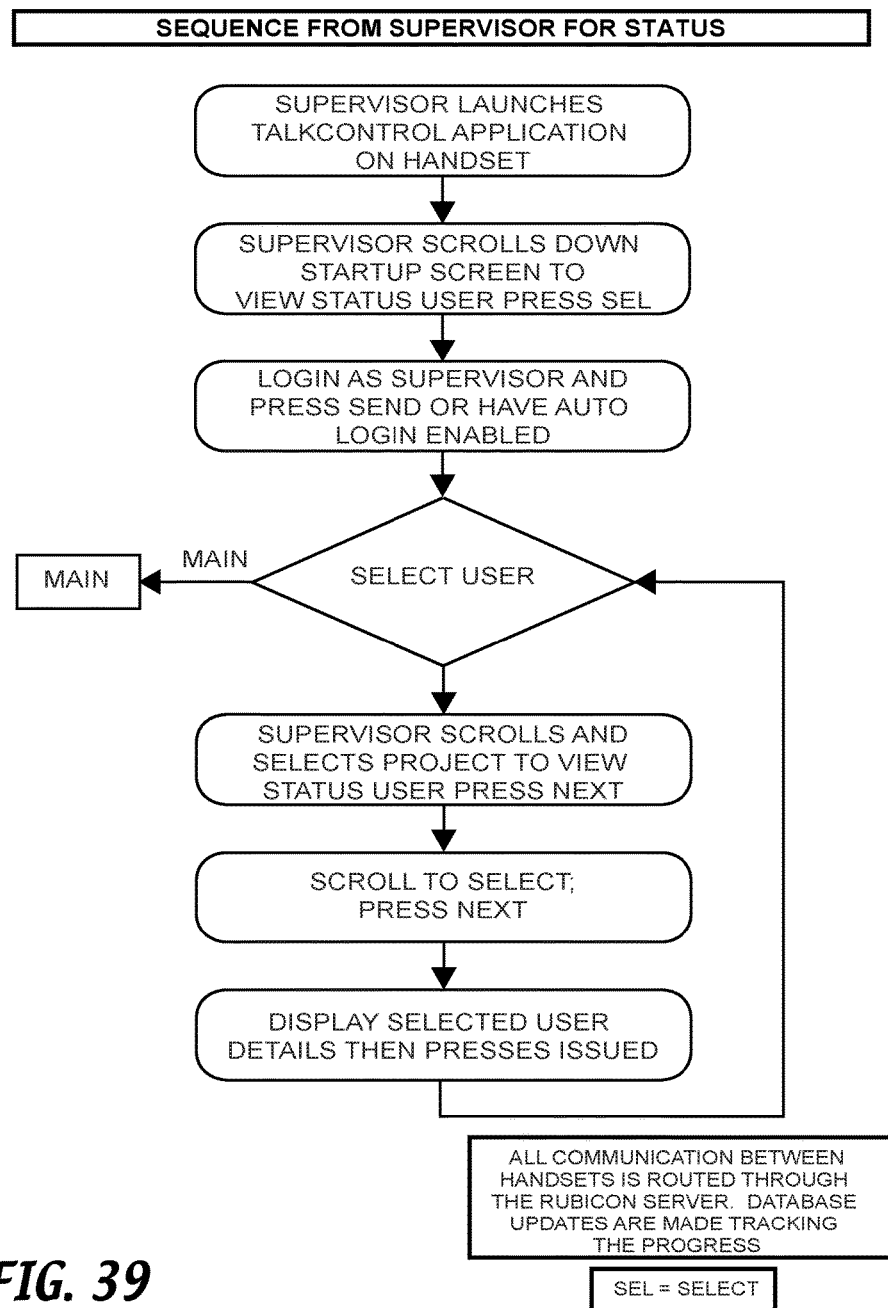 SEQUENCE FROM SUPERVISOR FOR STATUS
SUPERVISOR LAUNCHES
TALKCONTROL APPLICATION
ON HANDSET
SUPERVISOR SCROLLS DOWN
STARTUP SCREEN TO
VIEW STATUS USER PRESS SEL
LOGIN AS SUPERVISOR AND
PRESS SEND OR HAVE AUTO
LOGIN ENABLED
MAIN
MAIN
SELECT USER
SUPERVISOR SCROLLS AND
SELECTS PROJECT TO VIEW
STATUS USER PRESS NEXT
SCROLL TO SELECT;
PRESS NEXT
DISPLAY SELECTED USER
DETAILS THEN PRESSES ISSUED
ALL COMMUNICATION BETWEEN
HANDSETS IS ROUTED THROUGH
THE RUBICON SERVER. DATABASE
UPDATES ARE MADE TRACKING
THE PROGRESS
FIG. 39
SEL = SELECT